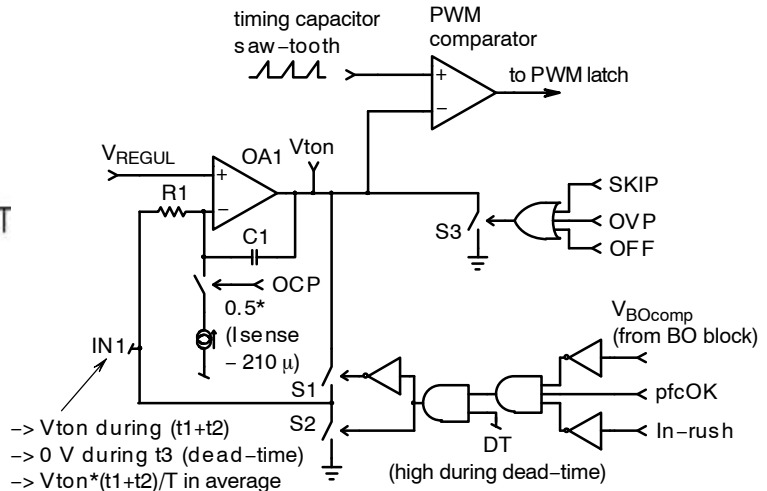 timing capacitor
saw-tooth
PWM
comparator
+
−
to PWM latch
VREGUL
OA1
Vton
+
−
R1
T
C1
S3
SKIP
OVP
OFF
OCP
0.5*
(Isense
− 210 µ)
IN1
S1
S2
VBOcomp
(from BO block)
pfcOK
In−rush
DT
(high during dead−time)
−> Vton during (t1+t2)
−> 0 V during t3 (dead−time)
−> Vton*(t1+t2)/T in average